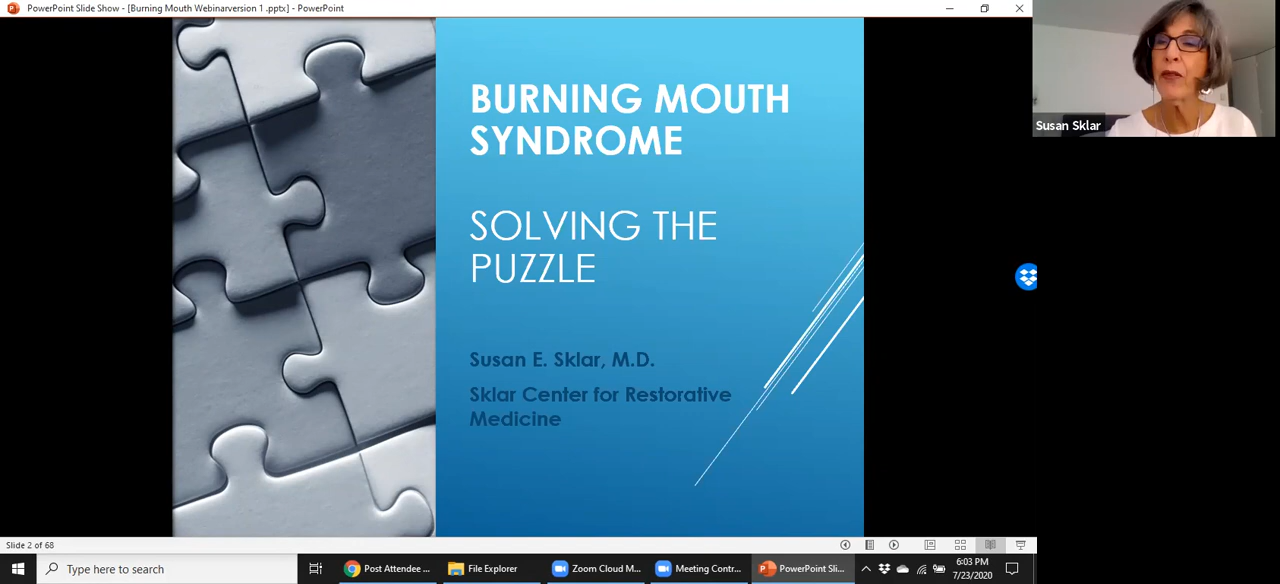 PowerPoint Slide Show - [Burning Mouth Webinarversion 1 .pptx] - PowerPoint
BURNING MOUTH
SYNDROME
SOLVING THE
PUZZLE
Susan E. Sklar, M.D.
Sklar Center for Restorative
Medicine
Susan Sklar
Slide 2 of 68
Type here to search
Post Attendee ...
File Explorer
Zoom Cloud M...
Meeting Contr...
PowerPoint Sli...
6:03 PM
7/23/2020